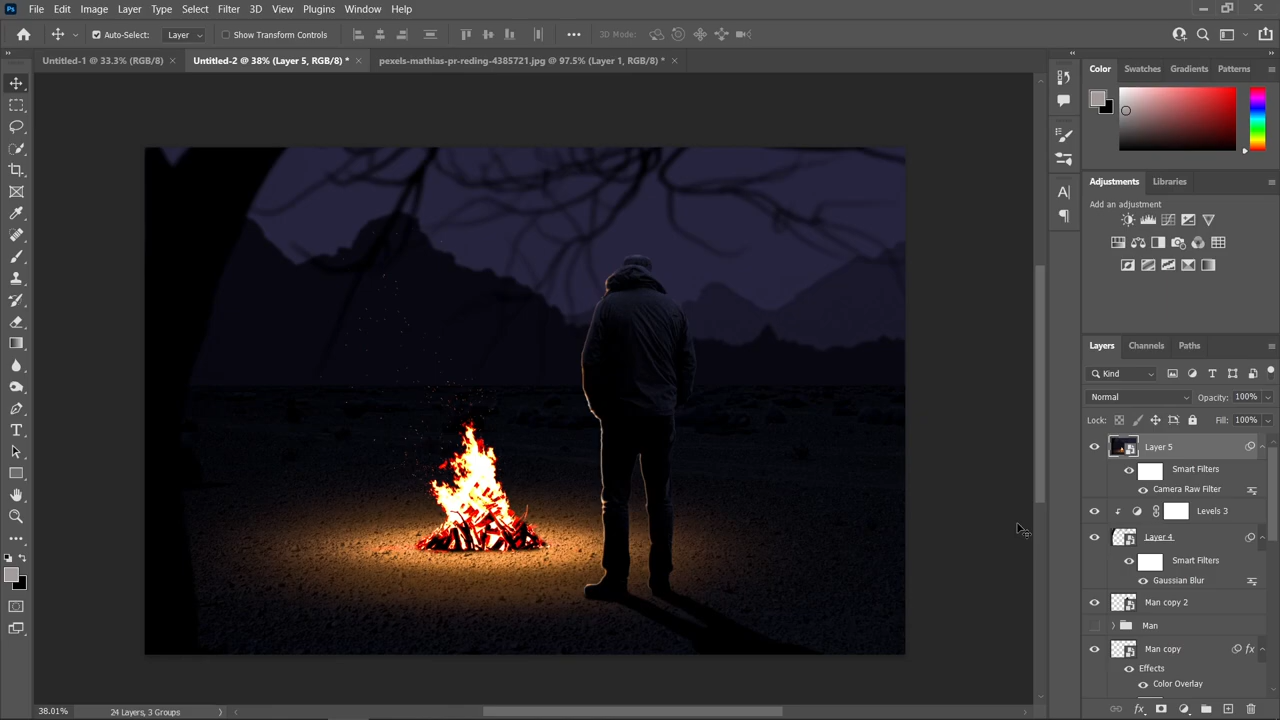 Ps File Edit Image Layer Type Select Filter 3D View Plugins Window Help
Auto-Select: Layer Show Transform Controls 3D Mode:
Untitled-1 @ 33.3% (RGB/8) Untitled-2 @ 38% (Layer 5, RGB/8) * pexels-mathias-pr-reding-4385721.jpg @ 97.5% (Layer 1, RGB/8) *
Color Swatches Gradients Patterns
Adjustments Libraries
Add an adjustment
Layers Channels Paths
Kind
Normal Opacity: 100%
Lock: Fill: 100%
Layer 5
Smart Filters
Camera Raw Filter
Levels 3
Layer 4
Smart Filters
Gaussian Blur
Man copy 2
Man
Man copy
Effects
Color Overlay
38.01% 24 Layers, 3 Groups